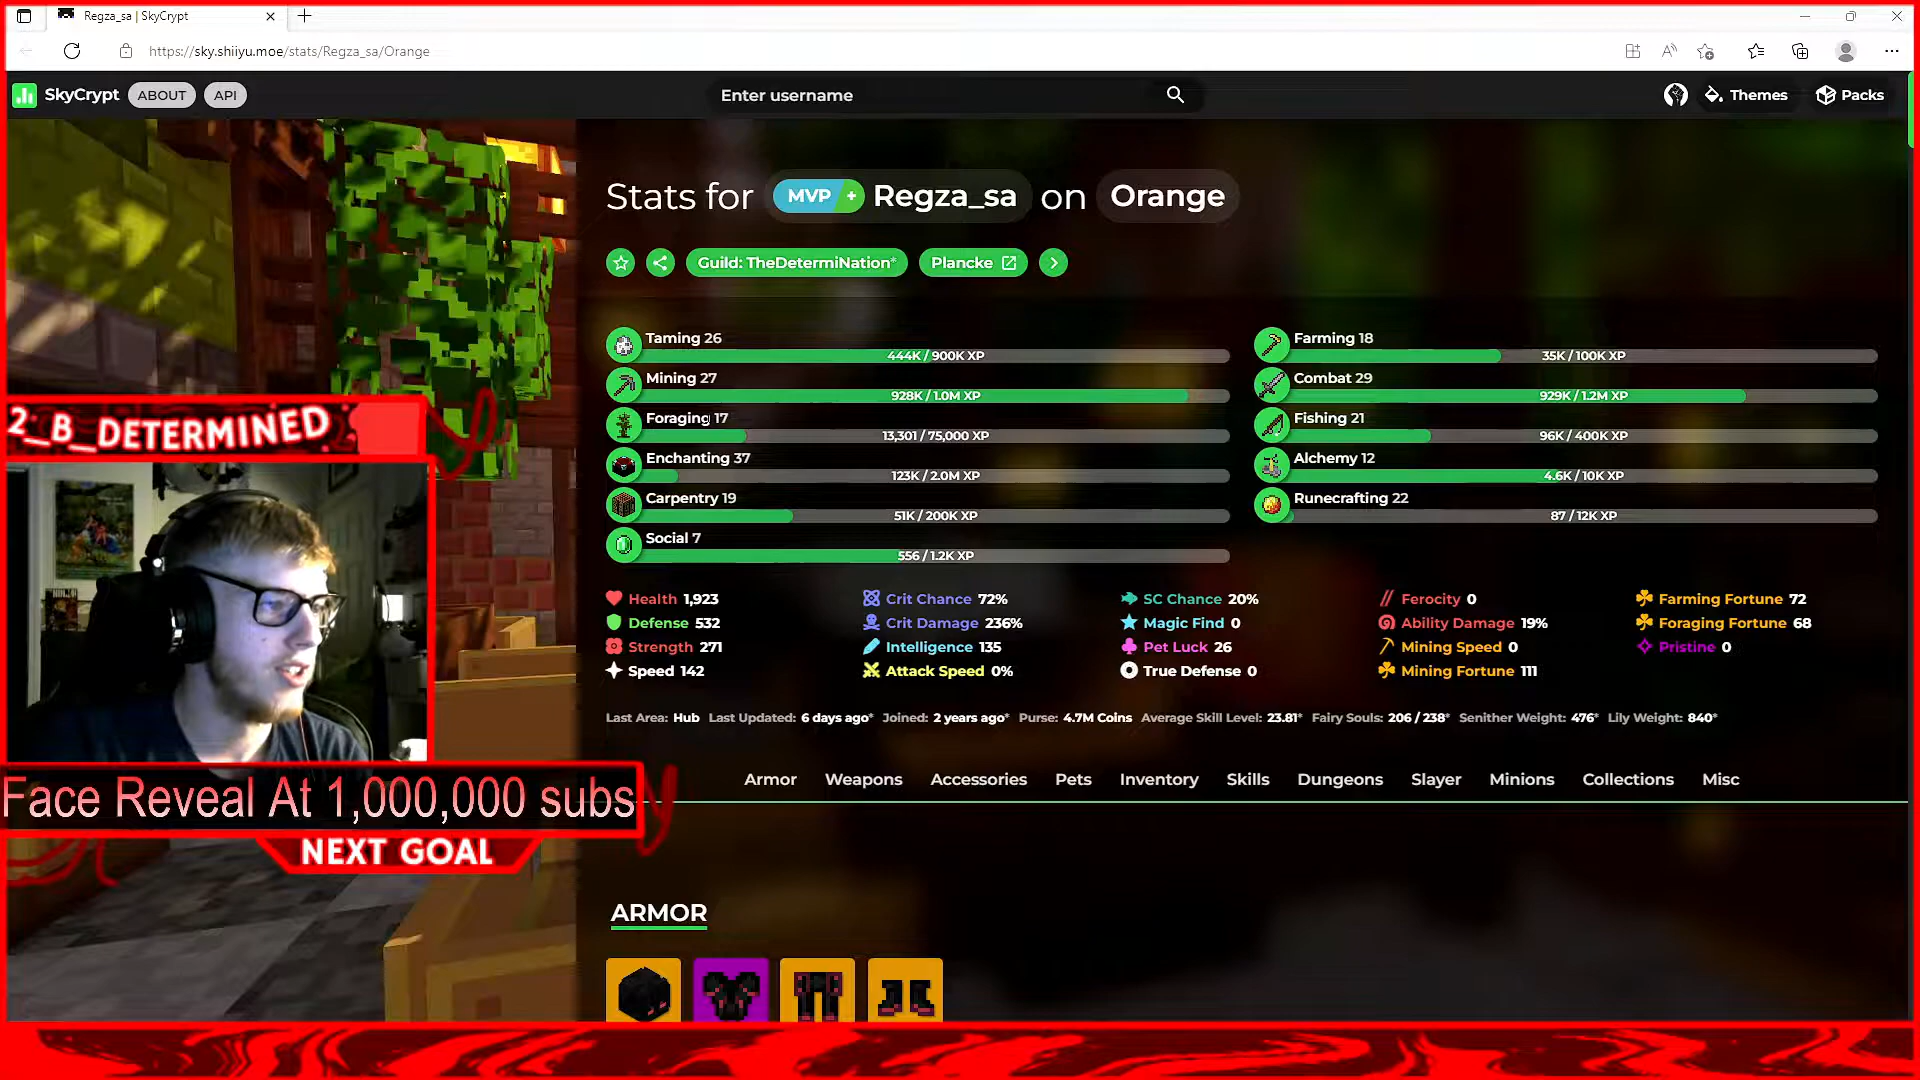 Regza_sa | SkyCrypt
https://sky.shiiyu.moe/stats/Regza_sa/Orange
SkyCrypt ABOUT API Enter username Themes Packs
Stats for MVP + Regza_sa on Orange
Guild: TheDetermiNation* Plancke
Taming 26
444K / 900K XP
Farming 18
35K / 100K XP
Mining 27
928K / 1.0M XP
Combat 29
929K / 1.2M XP
Foraging 17
13,301 / 75,000 XP
Fishing 21
96K / 400K XP
Enchanting 37
123K / 2.0M XP
Alchemy 12
4.6K / 10K XP
Carpentry 19
51K / 200K XP
Runecrafting 22
87 / 12K XP
Social 7
556 / 1.2K XP
Health 1,923 Crit Chance 72% SC Chance 20% Ferocity 0 Farming Fortune 72
Defense 532 Crit Damage 236% Magic Find 0 Ability Damage 19% Foraging Fortune 68
Strength 271 Intelligence 135 Pet Luck 26 Mining Speed 0 Pristine 0
Speed 142 Attack Speed 0% True Defense 0 Mining Fortune 111
Last Area: Hub Last Updated: 6 days ago* Joined: 2 years ago* Purse: 4.7M Coins Average Skill Level: 23.81* Fairy Souls: 206 / 238* Senither Weight: 476* Lily Weight: 840*
Armor Weapons Accessories Pets Inventory Skills Dungeons Slayer Minions Collections Misc
ARMOR
2_B_DETERMINED
Face Reveal At 1,000,000 subs
NEXT GOAL